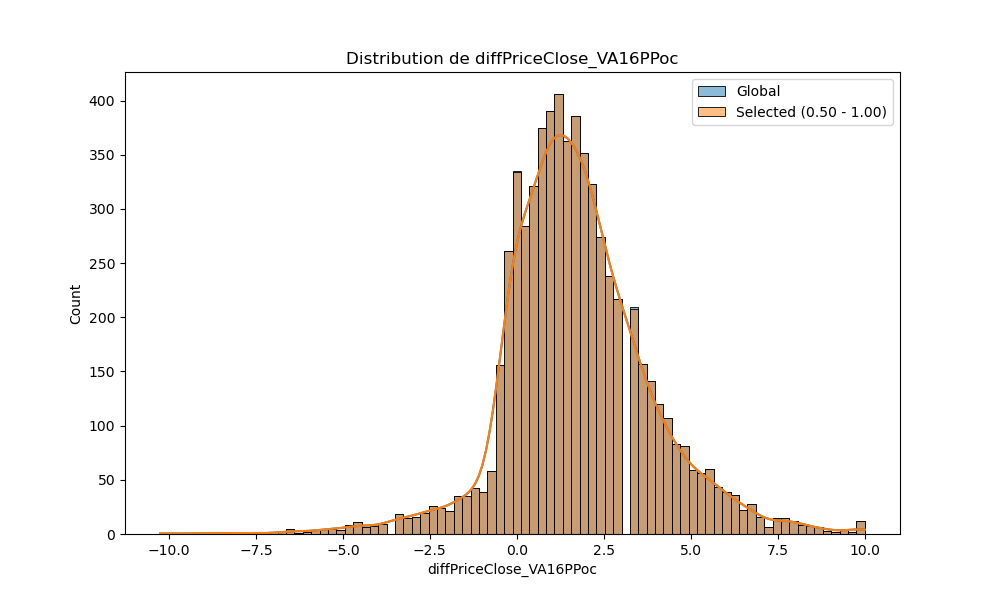 Distribution de diffPriceClose_VA16PPoc
Global
Selected (0.50 - 1.00)
400
350
300
250
200
150
100
50
0
Count
−10.0 −7.5 −5.0 −2.5 0.0 2.5 5.0 7.5 10.0
diffPriceClose_VA16PPoc